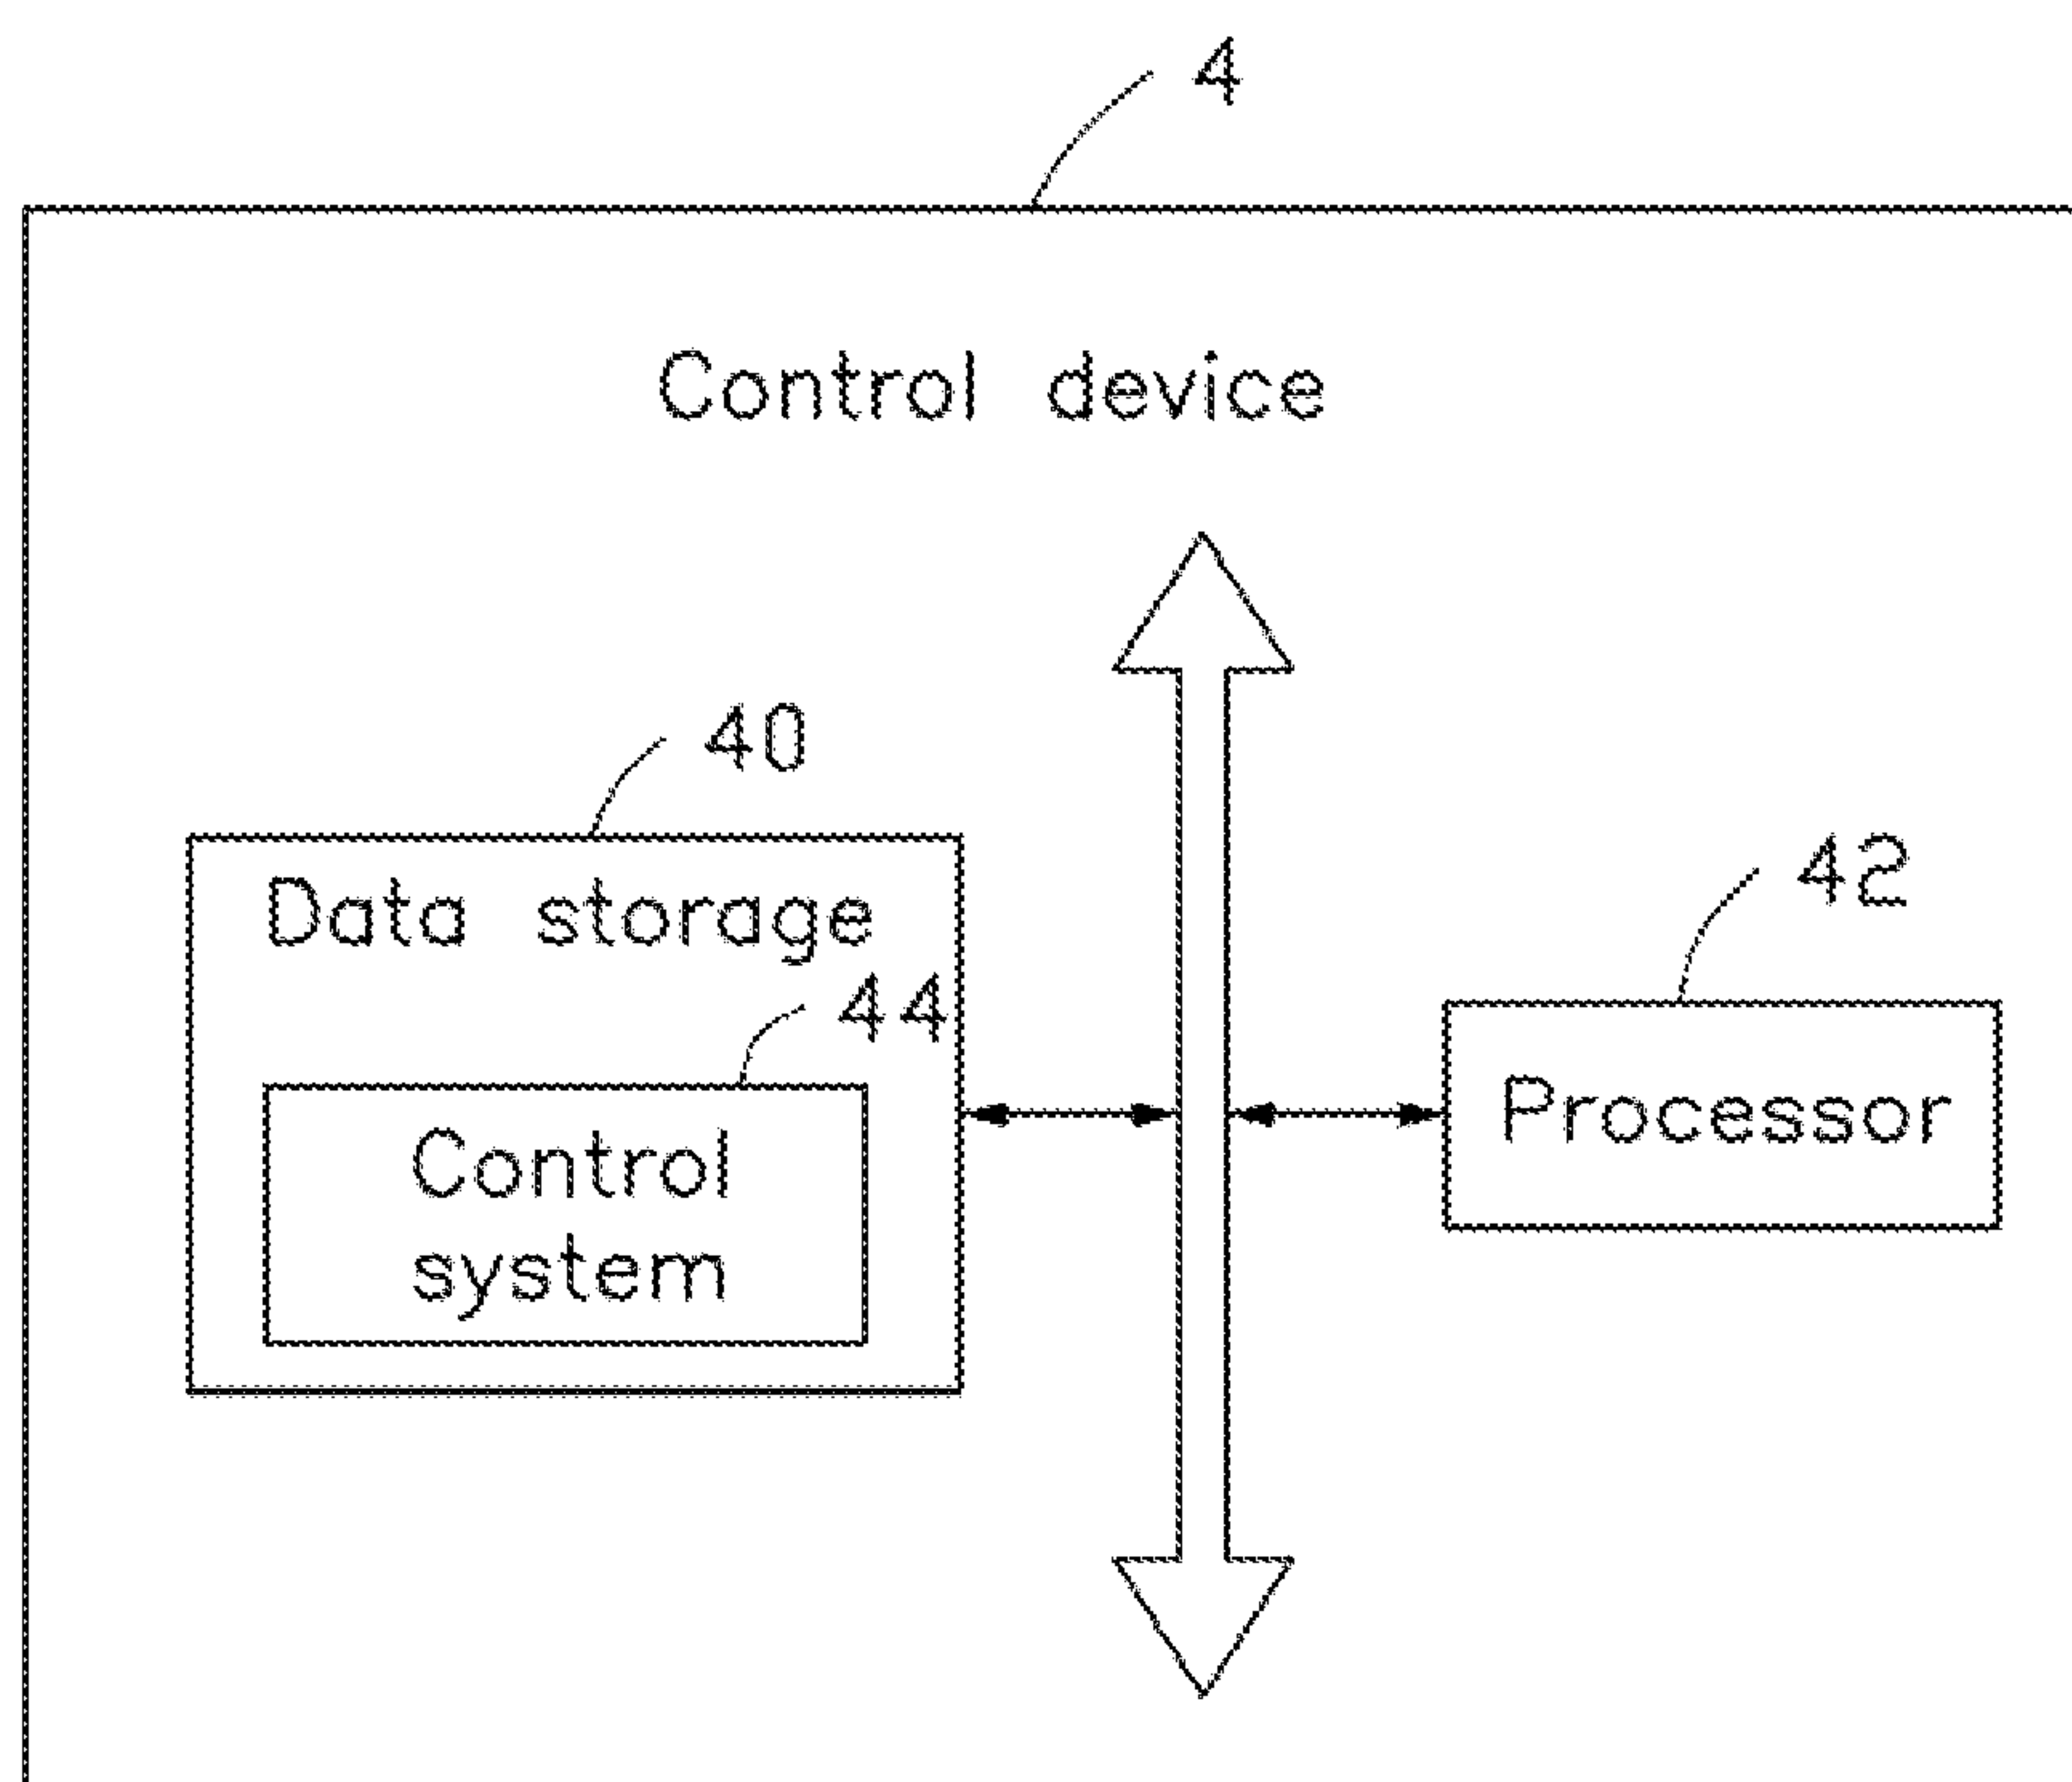 4
Control device
40
Data storage
42
44
Control
system
Processor